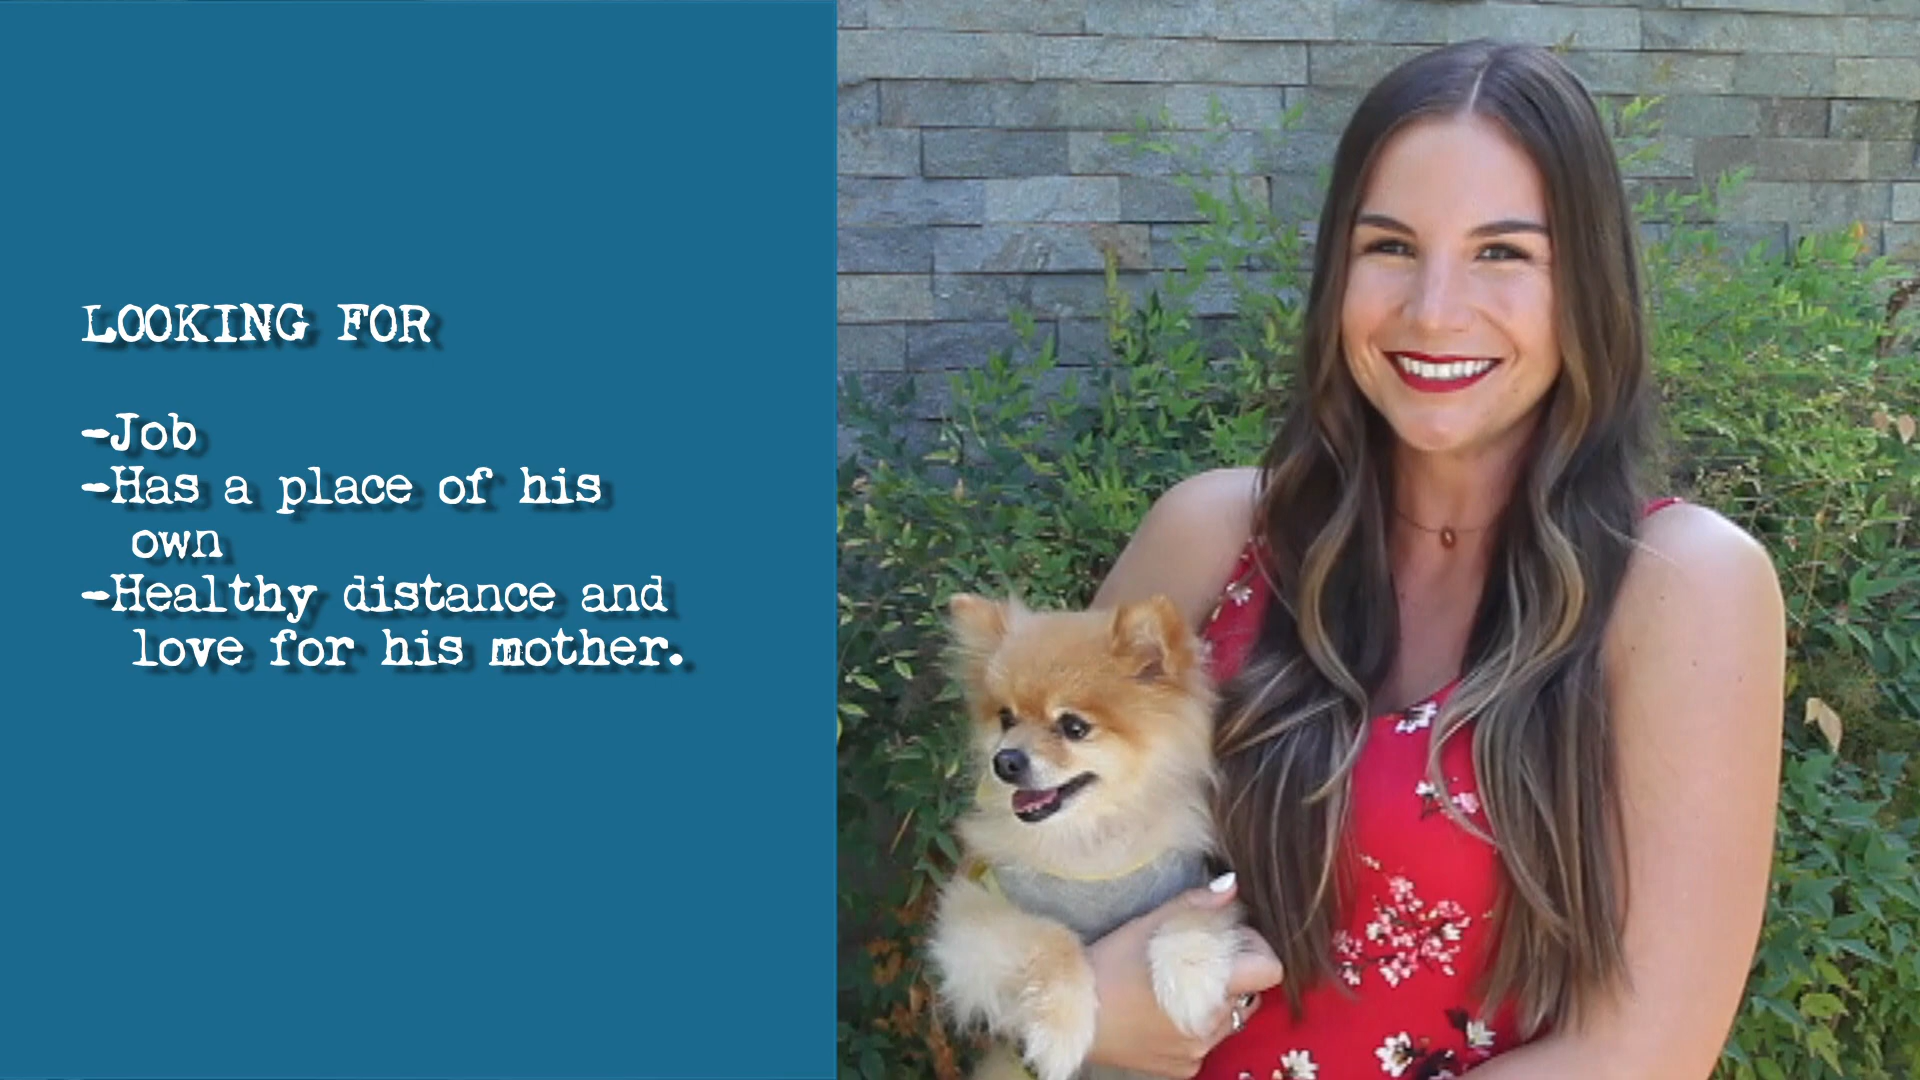 LOOKING FOR
-Job
-Has a place of his
own
-Healthy distance and
love for his mother.